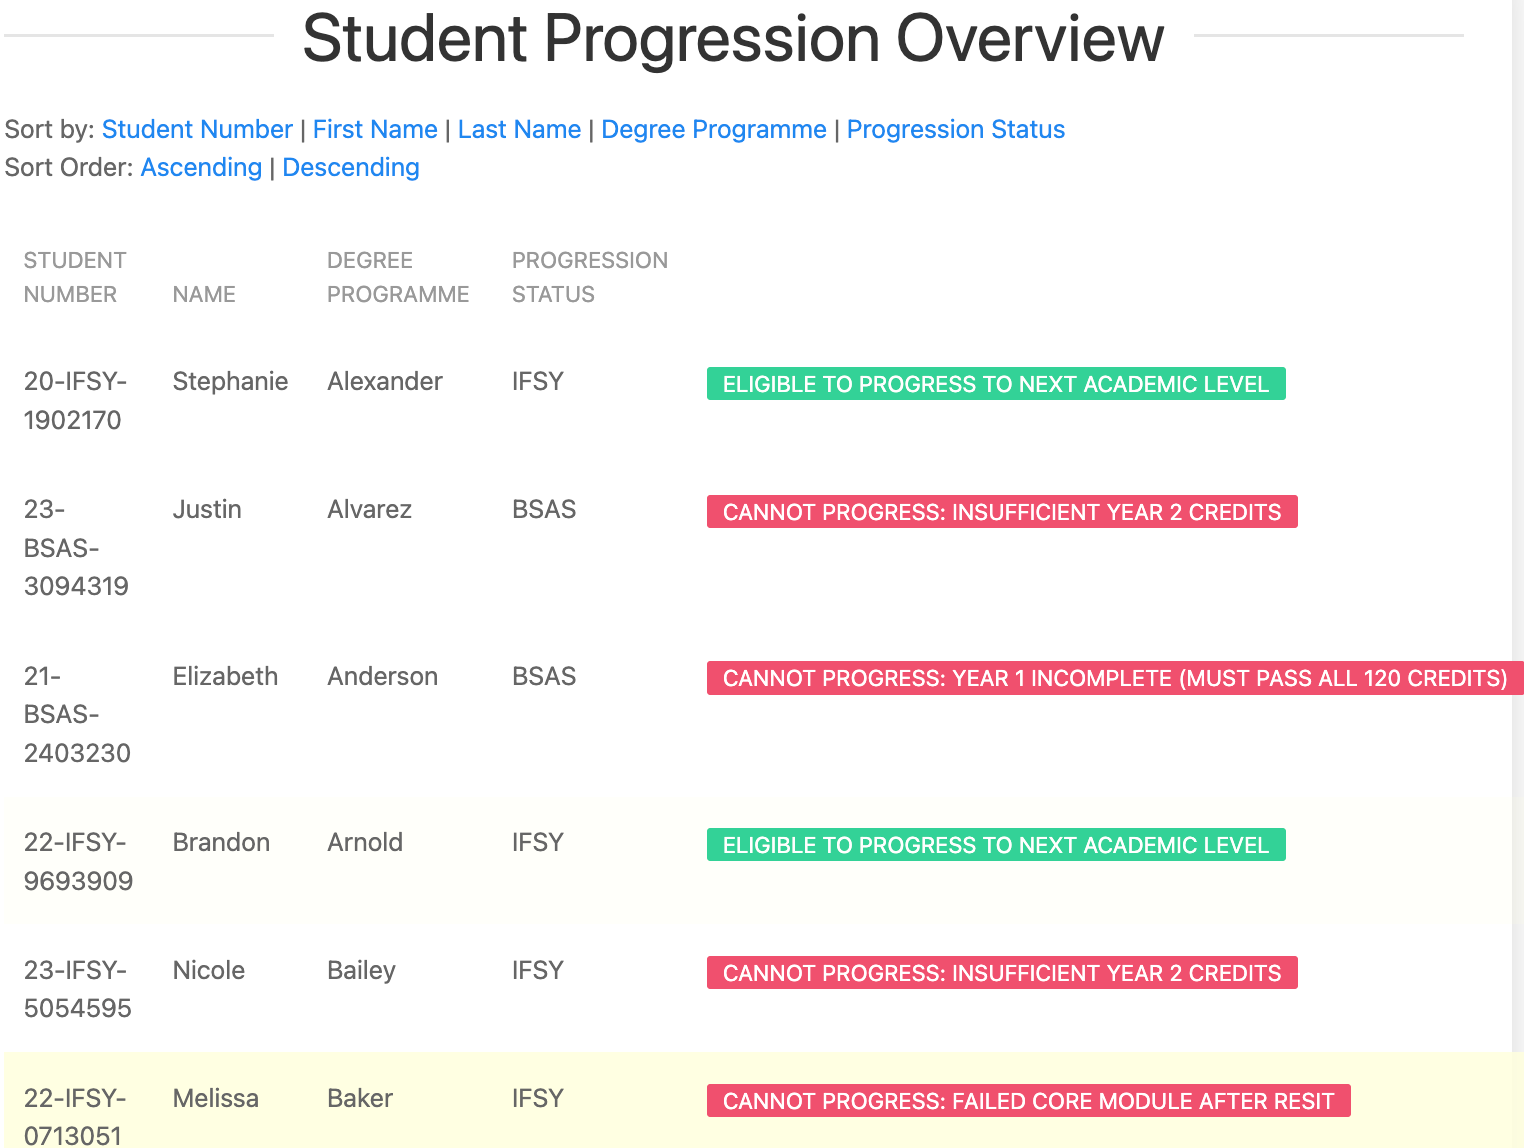 Student Progression Overview
Sort by: Student Number | First Name | Last Name | Degree Programme | Progression Status
Sort Order: Ascending | Descending
STUDENT NUMBER NAME DEGREE PROGRAMME PROGRESSION STATUS
20-IFSY- Stephanie Alexander IFSY ELIGIBLE TO PROGRESS TO NEXT ACADEMIC LEVEL
1902170
23- Justin Alvarez BSAS CANNOT PROGRESS: INSUFFICIENT YEAR 2 CREDITS
BSAS-
3094319
21- Elizabeth Anderson BSAS CANNOT PROGRESS: YEAR 1 INCOMPLETE (MUST PASS ALL 120 CREDITS)
BSAS-
2403230
22-IFSY- Brandon Arnold IFSY ELIGIBLE TO PROGRESS TO NEXT ACADEMIC LEVEL
9693909
23-IFSY- Nicole Bailey IFSY CANNOT PROGRESS: INSUFFICIENT YEAR 2 CREDITS
5054595
22-IFSY- Melissa Baker IFSY CANNOT PROGRESS: FAILED CORE MODULE AFTER RESIT
0713051